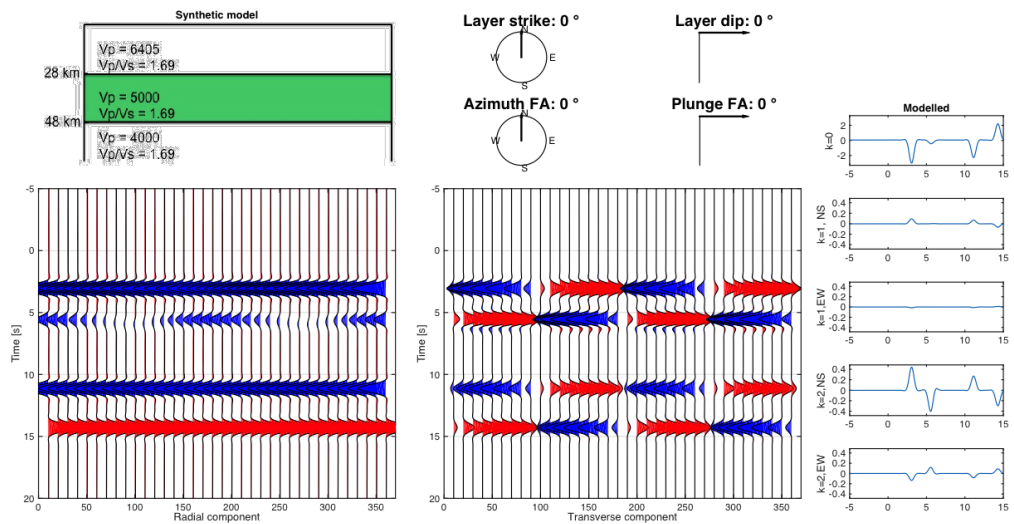 Synthetic model
Vp = 6405
Vp/Vs = 1.69
28 km
Vp = 5000
Vp/Vs = 1.69
48 km
Vp = 4000
Vp/Vs = 1.69
Layer strike: 0 °
N
W
E
S
Layer dip: 0 °
Azimuth FA: 0 °
N
W
E
S
Plunge FA: 0 °
Modelled
k=0
2
0
-2
-5 0 5 10 15
k=1, NS
0.4
0.2
0
-0.2
-0.4
-5 0 5 10 15
k=1,EW
0.4
0.2
0
-0.2
-0.4
-5 0 5 10 15
k=2,NS
0.4
0.2
0
-0.2
-0.4
-5 0 5 10 15
k=2,EW
0.4
0.2
0
-0.2
-0.4
-5 0 5 10 15
Time [s]
-5
0
5
10
15
20
0 50 100 150 200 250 300 350
Radial component
Time [s]
-5
0
5
10
15
20
0 50 100 150 200 250 300 350
Transverse component